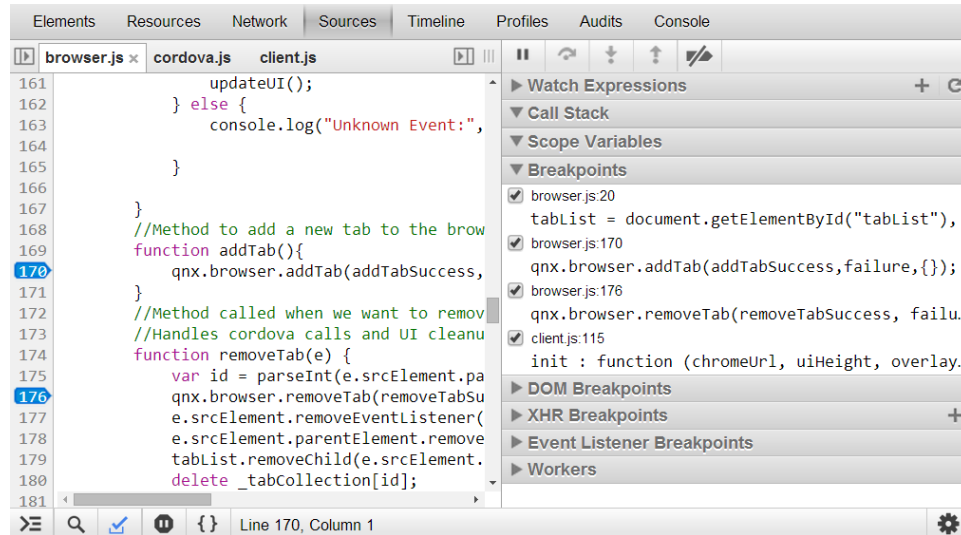 Elements Resources Network Sources Timeline Profiles Audits Console
browser.js × cordova.js client.js
161 updateUI();
162 } else {
163 console.log("Unknown Event:",
164
165 }
166
167 }
168 //Method to add a new tab to the brow
169 function addTab(){
170 qnx.browser.addTab(addTabSuccess,
171 }
172 //Method called when we want to remov
173 //Handles cordova calls and UI cleanu
174 function removeTab(e) {
175 var id = parseInt(e.srcElement.pa
176 qnx.browser.removeTab(removeTabSu
177 e.srcElement.removeEventListener(
178 e.srcElement.parentElement.remove
179 tabList.removeChild(e.srcElement.
180 delete _tabCollection[id];
181
Watch Expressions
Call Stack
Scope Variables
Breakpoints
browser.js:20
tabList = document.getElementById("tabList"),
browser.js:170
qnx.browser.addTab(addTabSuccess,failure,{});
browser.js:176
qnx.browser.removeTab(removeTabSuccess, failu…
client.js:115
init : function (chromeUrl, uiHeight, overlay…
DOM Breakpoints
XHR Breakpoints
Event Listener Breakpoints
Workers
{ } Line 170, Column 1